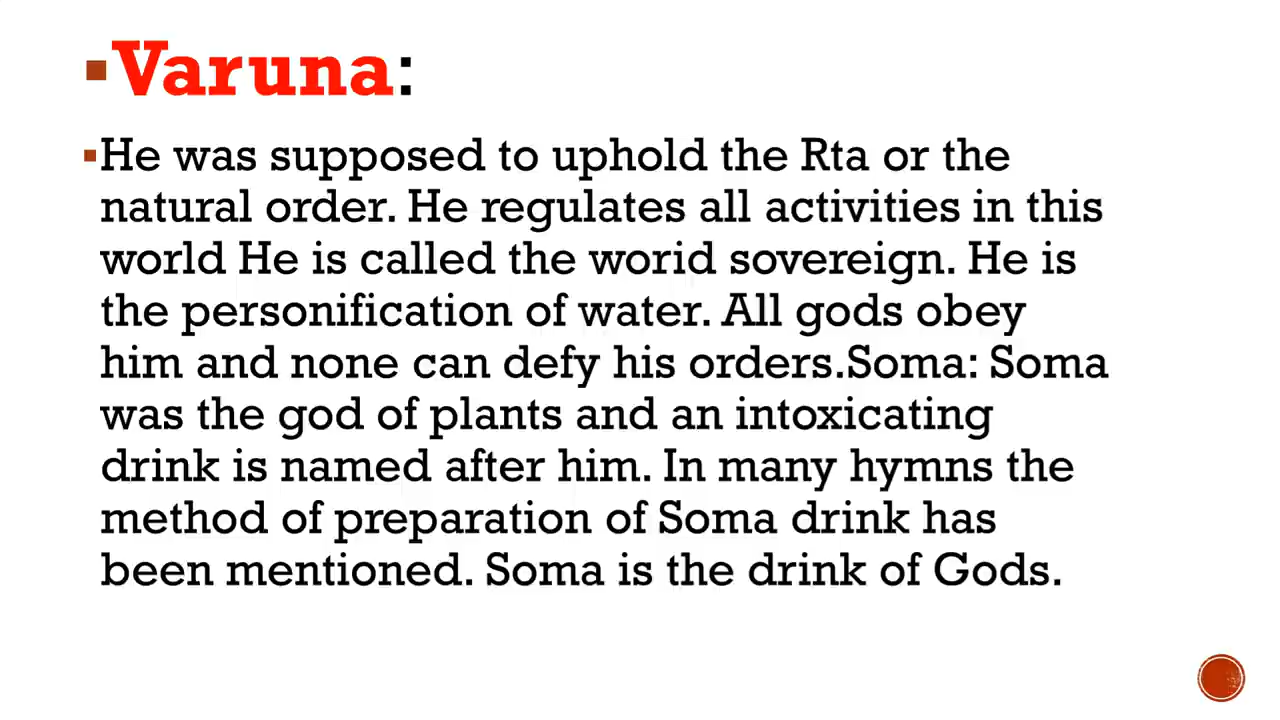 ▪Varuna:
▪He was supposed to uphold the Rta or the
natural order. He regulates all activities in this
world He is called the worid sovereign. He is
the personification of water. All gods obey
him and none can defy his orders.Soma: Soma
was the god of plants and an intoxicating
drink is named after him. In many hymns the
method of preparation of Soma drink has
been mentioned. Soma is the drink of Gods.